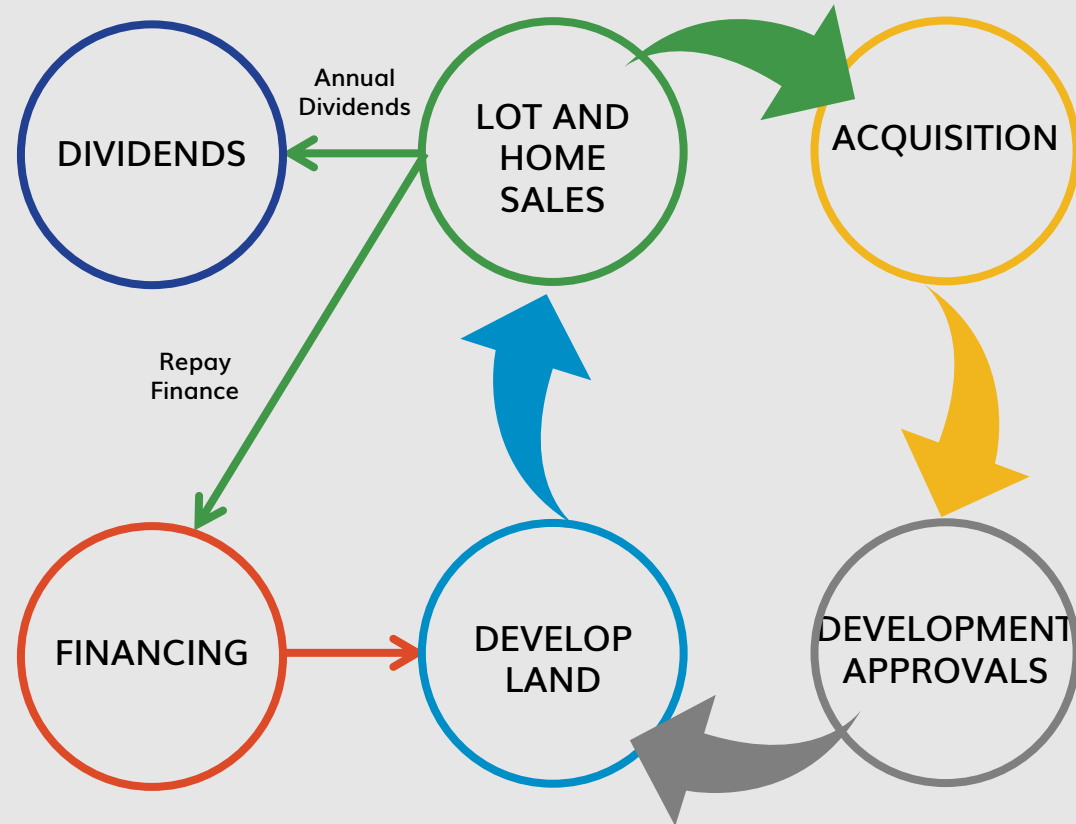 DIVIDENDS
Annual
Dividends
LOT AND
HOME
SALES
ACQUISITION
Repay
Finance
FINANCING
DEVELOP
LAND
DEVELOPMENT
APPROVALS